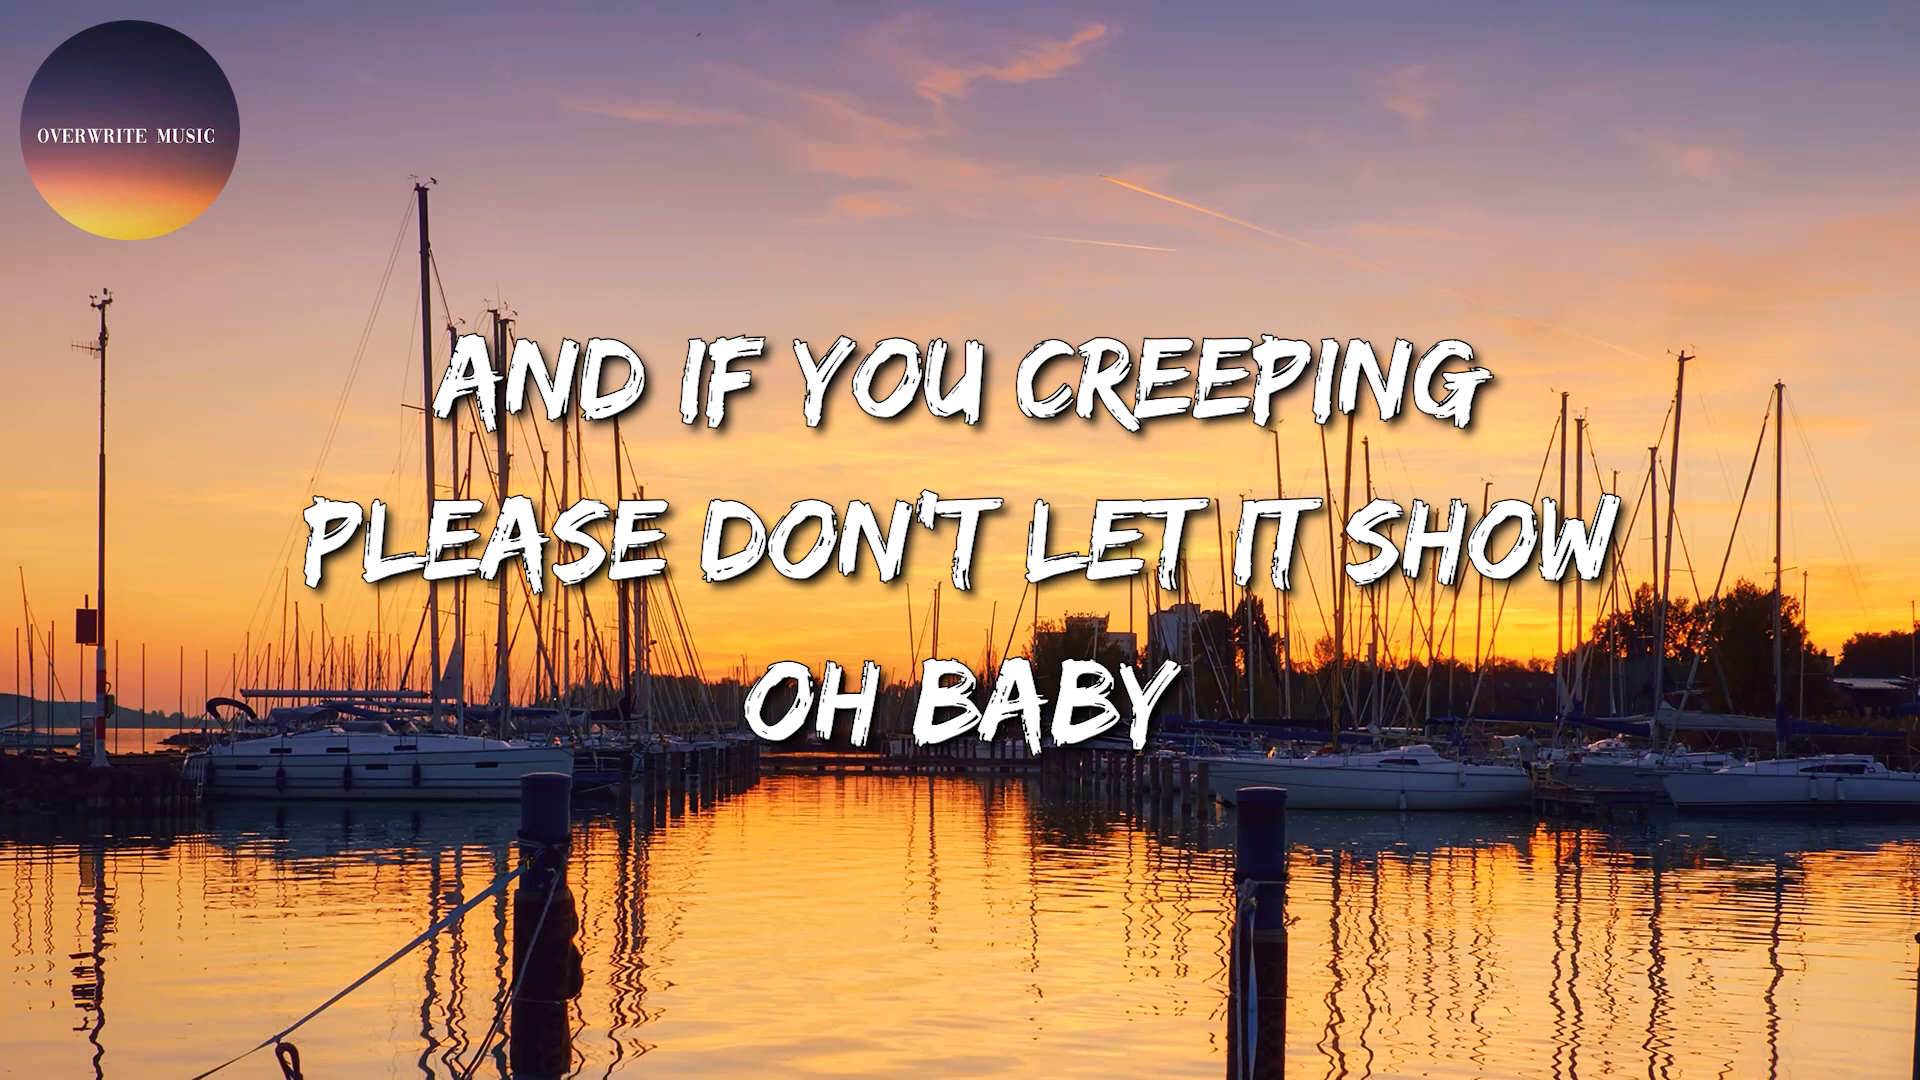 OVERWRITE MUSIC
AND IF YOU CREEPING
PLEASE DON'T LET IT SHOW
OH BABY